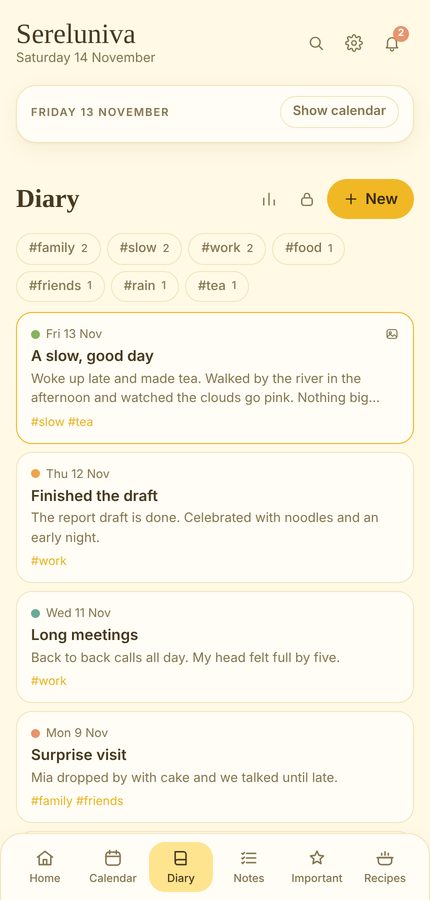 Sereluniva
Saturday 14 November
2
FRIDAY 13 NOVEMBER
Show calendar
Diary
+ New
#family 2
#slow 2
#work 2
#food 1
#friends 1
#rain 1
#tea 1
Fri 13 Nov
A slow, good day
Woke up late and made tea. Walked by the river in the
afternoon and watched the clouds go pink. Nothing big...
#slow #tea
Thu 12 Nov
Finished the draft
The report draft is done. Celebrated with noodles and an
early night.
#work
Wed 11 Nov
Long meetings
Back to back calls all day. My head felt full by five.
#work
Mon 9 Nov
Surprise visit
Mia dropped by with cake and we talked until late.
#family #friends
Home
Calendar
Diary
Notes
Important
Recipes